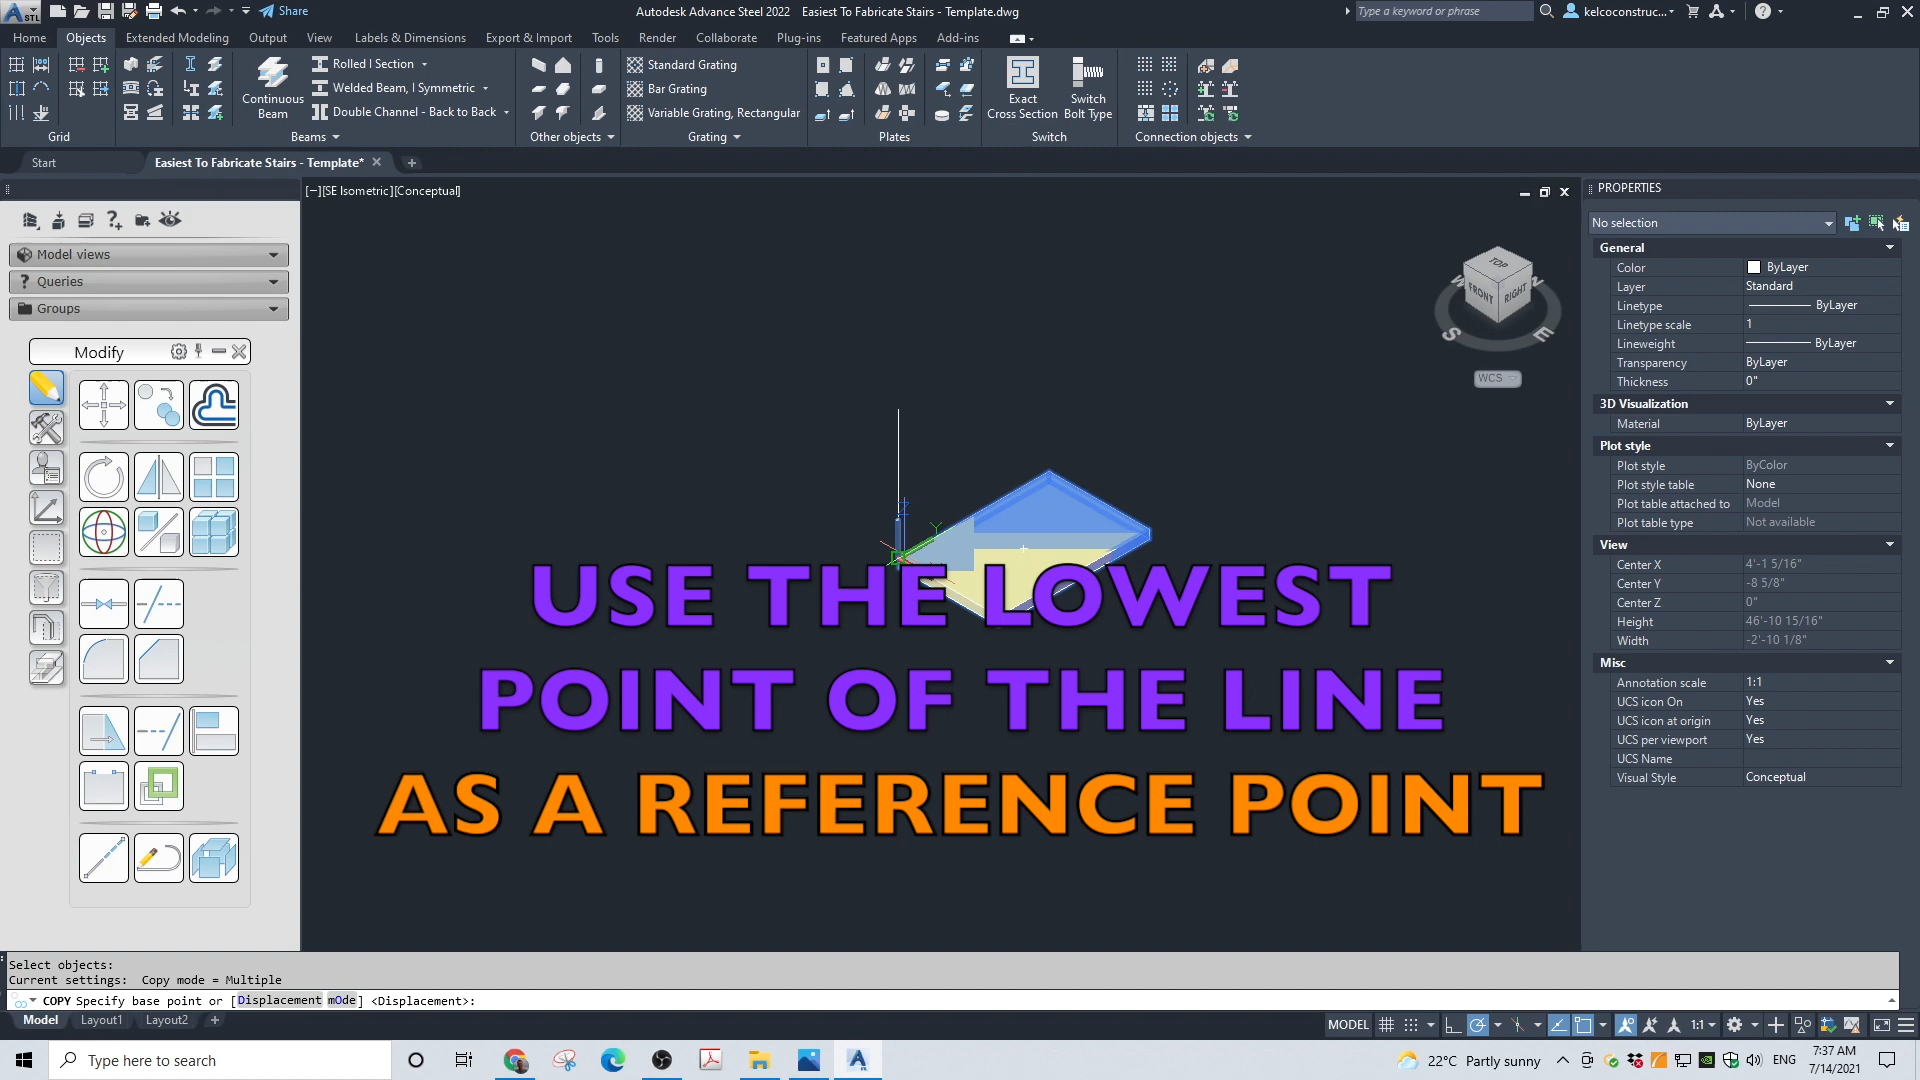 Share
Autodesk Advance Steel 2022 Easiest To Fabricate Stairs - Template.dwg
Type a keyword or phrase
kelcoconstruc...
Home Objects Extended Modeling Output View Labels & Dimensions Export & Import Tools Render Collaborate Plug-ins Featured Apps Add-ins
Rolled I Section
Welded Beam, I Symmetric
Double Channel - Back to Back
Continuous
Beam
Standard Grating
Bar Grating
Variable Grating, Rectangular
Exact
Cross Section
Switch
Bolt Type
Grid Beams Other objects Grating Plates Switch Connection objects
Start Easiest To Fabricate Stairs - Template*
[−][SE Isometric][Conceptual]
Model views
Queries
Groups
Modify
TOP
FRONT
RIGHT
W
N
S
E
WCS
Z
Y
USE THE LOWEST
POINT OF THE LINE
AS A REFERENCE POINT
PROPERTIES
No selection
General
Color ByLayer
Layer Standard
Linetype ByLayer
Linetype scale 1
Lineweight ByLayer
Transparency ByLayer
Thickness 0"
3D Visualization
Material ByLayer
Plot style
Plot style ByColor
Plot style table None
Plot table attached to Model
Plot table type Not available
View
Center X 4'-1 5/16"
Center Y -8 5/8"
Center Z 0"
Height 46'-10 15/16"
Width -2'-10 1/8"
Misc
Annotation scale 1:1
UCS icon On Yes
UCS icon at origin Yes
UCS per viewport Yes
UCS Name
Visual Style Conceptual
Select objects:
Current settings: Copy mode = Multiple
COPY Specify base point or [Displacement mOde] <Displacement>:
Model Layout1 Layout2
MODEL 1:1
Type here to search
22°C Partly sunny
ENG
7:37 AM
7/14/2021